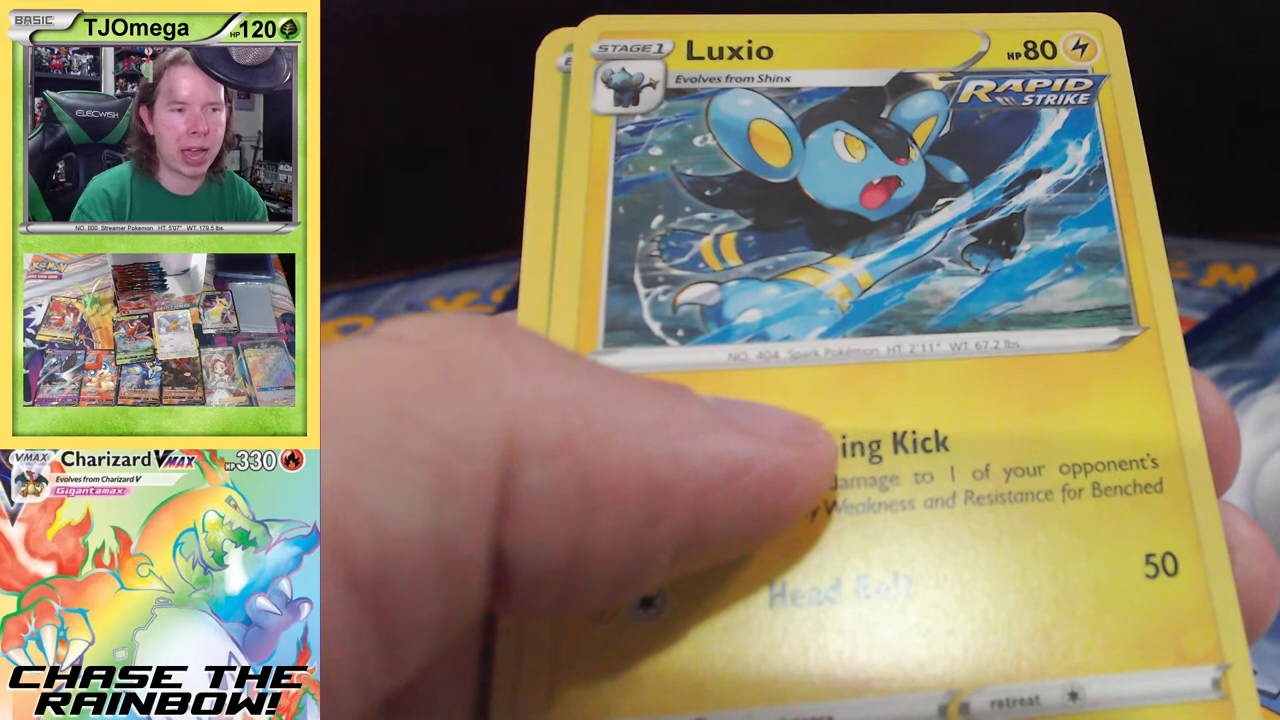 BASIC TJOmega HP 120
ELECWISH
NO. 000 Streamer Pokemon HT: 5'07" WT: 179.5 lbs.
VMAX Charizard VMAX HP 330
Evolves from Charizard V
Gigantamax
CHASE THE
RAINBOW!
STAGE 1 Luxio HP 80
Evolves from Shinx
RAPID
STRIKE
NO. 404 Spark Pokémon HT: 2'11" WT: 67.2 lbs.
ing Kick
damage to 1 of your opponent's
Weakness and Resistance for Benched
Head Bolt 50
retreat